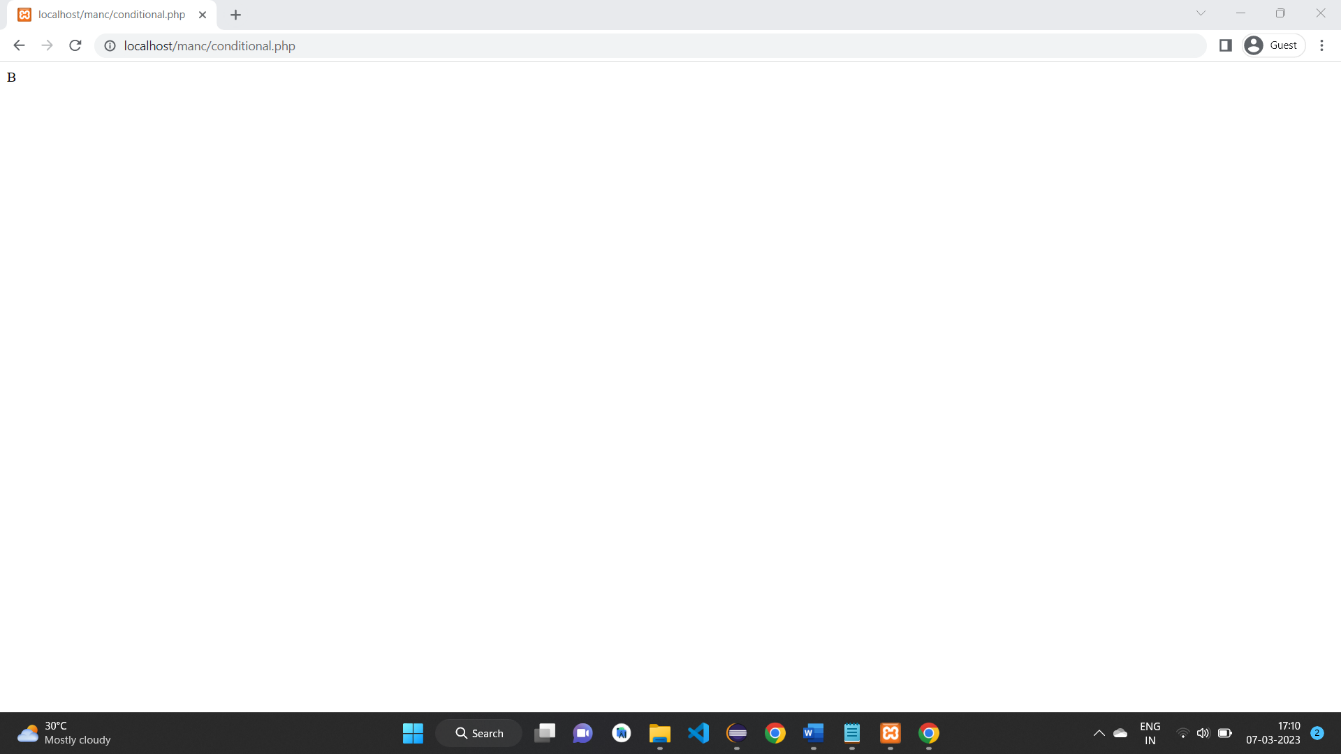 localhost/manc/conditional.php
localhost/manc/conditional.php
Guest
B
30°C
Mostly cloudy
Search
ENG
IN
17:10
07-03-2023
2